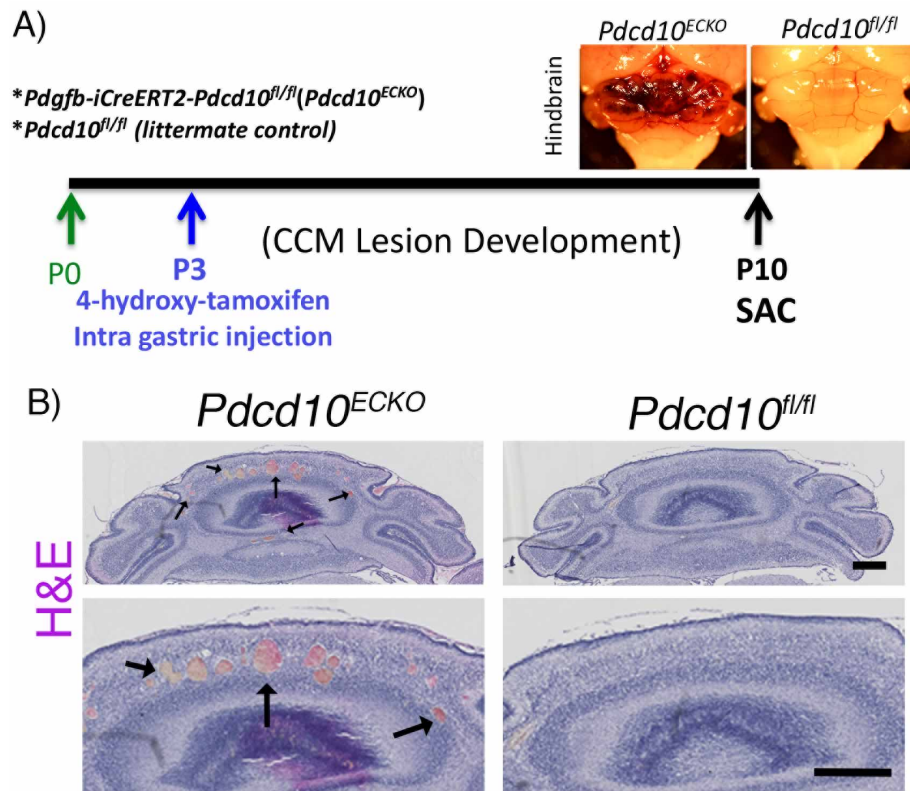 A)
Pdcd10ECKO
Pdcd10fl/fl
*Pdgfb-iCreERT2-Pdcd10fl/fl(Pdcd10ECKO)
*Pdcd10fl/fl (littermate control)
Hindbrain
(CCM Lesion Development)
P0
P3
4-hydroxy-tamoxifen
Intra gastric injection
P10
SAC
B)
Pdcd10ECKO
Pdcd10fl/fl
H&E